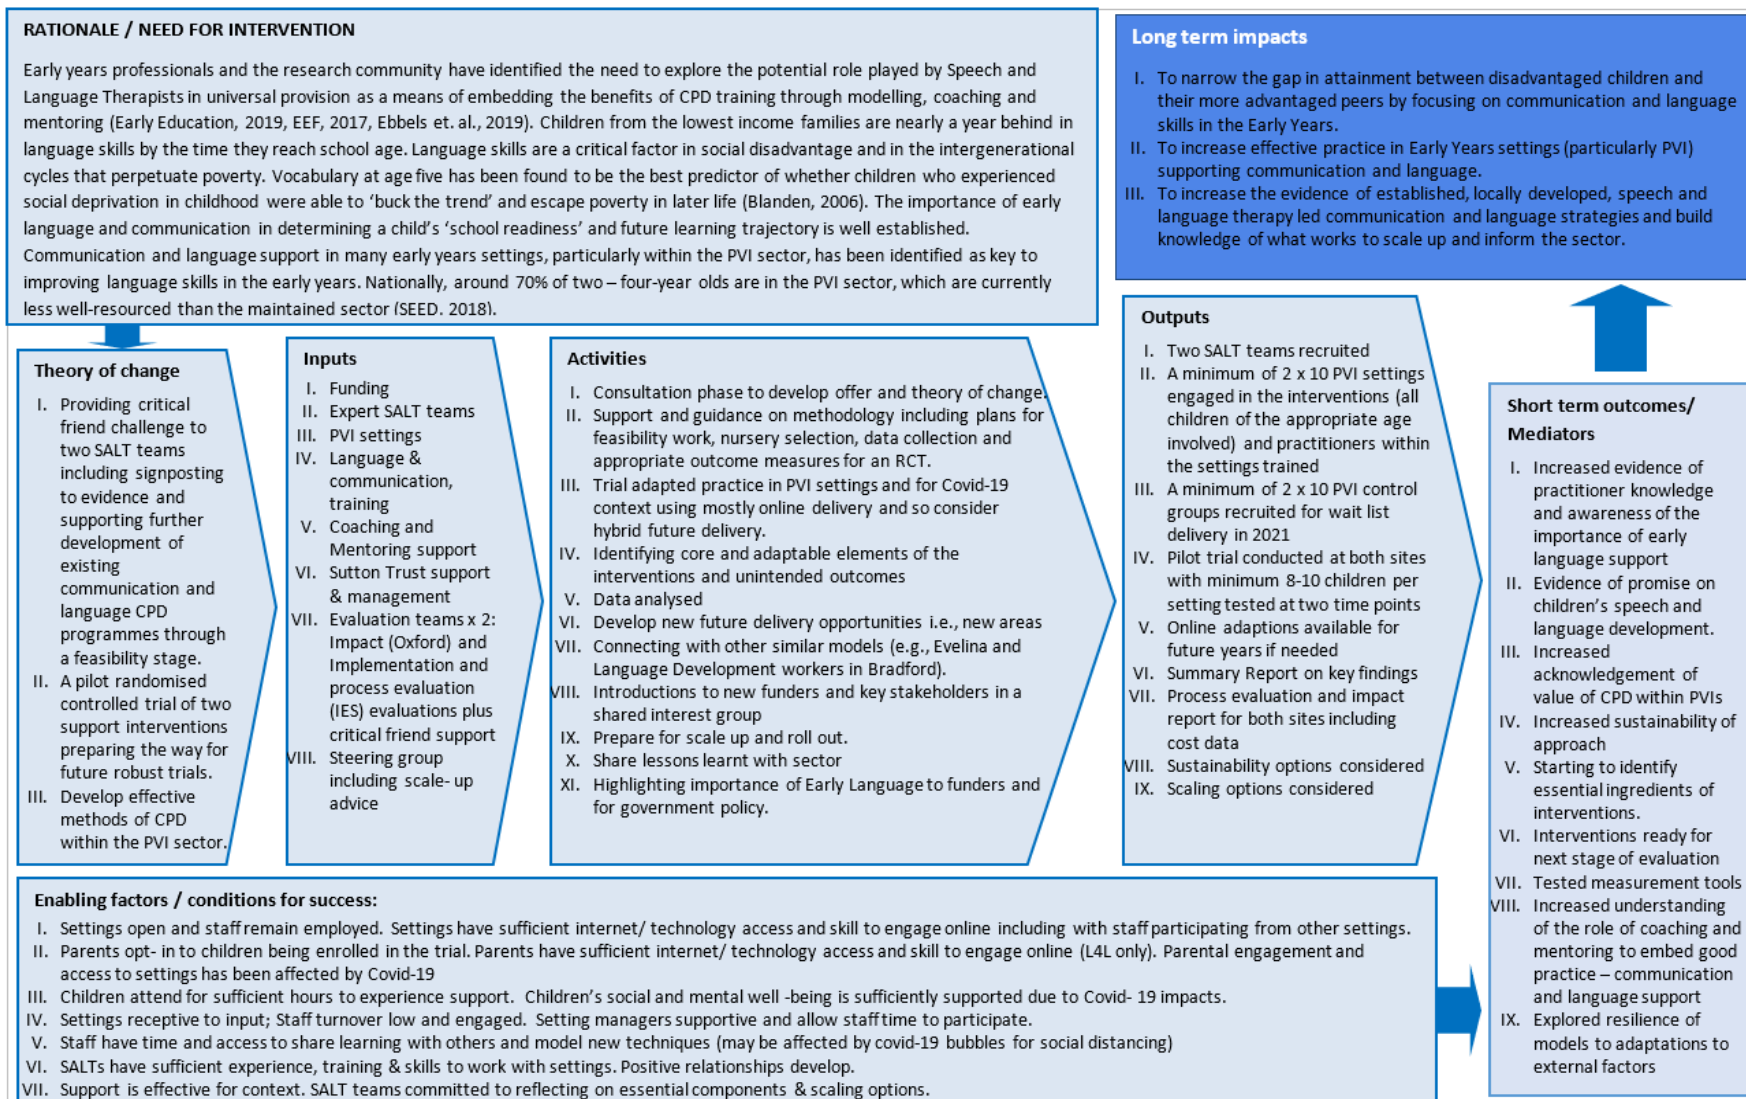 RATIONALE / NEED FOR INTERVENTION
Early years professionals and the research community have identified the need to explore the potential role played by Speech and
Language Therapists in universal provision as a means of embedding the benefits of CPD training through modelling, coaching and
mentoring (Early Education, 2019, EEF, 2017, Ebbels et. al., 2019). Children from the lowest income families are nearly a year behind in
language skills by the time they reach school age. Language skills are a critical factor in social disadvantage and in the intergenerational
cycles that perpetuate poverty. Vocabulary at age five has been found to be the best predictor of whether children who experienced
social deprivation in childhood were able to ‘buck the trend’ and escape poverty in later life (Blanden, 2006). The importance of early
language and communication in determining a child’s ‘school readiness’ and future learning trajectory is well established.
Communication and language support in many early years settings, particularly within the PVI sector, has been identified as key to
improving language skills in the early years. Nationally, around 70% of two – four-year olds are in the PVI sector, which are currently
less well-resourced than the maintained sector (SEED, 2018).
Long term impacts
I. To narrow the gap in attainment between disadvantaged children and
their more advantaged peers by focusing on communication and language
skills in the Early Years.
II. To increase effective practice in Early Years settings (particularly PVI)
supporting communication and language.
III. To increase the evidence of established, locally developed, speech and
language therapy led communication and language strategies and build
knowledge of what works to scale up and inform the sector.
Theory of change
I. Providing critical
friend challenge to
two SALT teams
including signposting
to evidence and
supporting further
development of
existing
communication and
language CPD
programmes through
a feasibility stage.
II. A pilot randomised
controlled trial of two
support interventions
preparing the way for
future robust trials.
III. Develop effective
methods of CPD
within the PVI sector.
Inputs
I. Funding
II. Expert SALT teams
III. PVI settings
IV. Language &
communication,
training
V. Coaching and
Mentoring support
VI. Sutton Trust support
& management
VII. Evaluation teams x 2:
Impact (Oxford) and
Implementation and
process evaluation
(IES) evaluations plus
critical friend support
VIII. Steering group
including scale- up
advice
Activities
I. Consultation phase to develop offer and theory of change.
II. Support and guidance on methodology including plans for
feasibility work, nursery selection, data collection and
appropriate outcome measures for an RCT.
III. Trial adapted practice in PVI settings and for Covid-19
context using mostly online delivery and so consider
hybrid future delivery.
IV. Identifying core and adaptable elements of the
interventions and unintended outcomes
V. Data analysed
VI. Develop new future delivery opportunities i.e., new areas
VII. Connecting with other similar models (e.g., Evelina and
Language Development workers in Bradford).
VIII. Introductions to new funders and key stakeholders in a
shared interest group
IX. Prepare for scale up and roll out.
X. Share lessons learnt with sector
XI. Highlighting importance of Early Language to funders and
for government policy.
Outputs
I. Two SALT teams recruited
II. A minimum of 2 x 10 PVI settings
engaged in the interventions (all
children of the appropriate age
involved) and practitioners within
the settings trained
III. A minimum of 2 x 10 PVI control
groups recruited for wait list
delivery in 2021
IV. Pilot trial conducted at both sites
with minimum 8-10 children per
setting tested at two time points
V. Online adaptions available for
future years if needed
VI. Summary Report on key findings
VII. Process evaluation and impact
report for both sites including
cost data
VIII. Sustainability options considered
IX. Scaling options considered
Short term outcomes/
Mediators
I. Increased evidence of
practitioner knowledge
and awareness of the
importance of early
language support
II. Evidence of promise on
children’s speech and
language development.
III. Increased
acknowledgement of
value of CPD within PVIs
IV. Increased sustainability of
approach
V. Starting to identify
essential ingredients of
interventions.
VI. Interventions ready for
next stage of evaluation
VII. Tested measurement tools
VIII. Increased understanding
of the role of coaching and
mentoring to embed good
practice – communication
and language support
IX. Explored resilience of
models to adaptations to
external factors
Enabling factors / conditions for success:
I. Settings open and staff remain employed. Settings have sufficient internet/ technology access and skill to engage online including with staff participating from other settings.
II. Parents opt- in to children being enrolled in the trial. Parents have sufficient internet/ technology access and skill to engage online (L4L only). Parental engagement and
access to settings has been affected by Covid-19
III. Children attend for sufficient hours to experience support. Children’s social and mental well -being is sufficiently supported due to Covid- 19 impacts.
IV. Settings receptive to input; Staff turnover low and engaged. Setting managers supportive and allow staff time to participate.
V. Staff have time and access to share learning with others and model new techniques (may be affected by covid-19 bubbles for social distancing)
VI. SALTs have sufficient experience, training & skills to work with settings. Positive relationships develop.
VII. Support is effective for context. SALT teams committed to reflecting on essential components & scaling options.